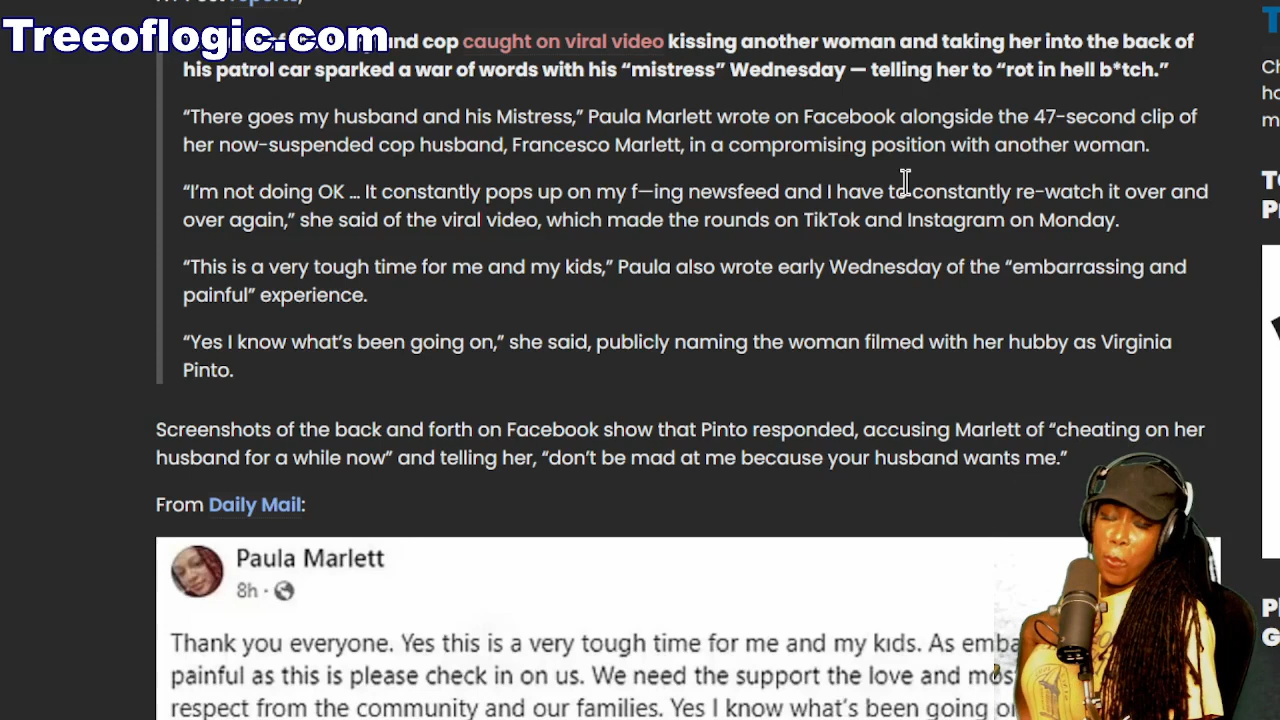 Treeoflogic.com
and cop caught on viral video kissing another woman and taking her into the back of
his patrol car sparked a war of words with his “mistress” Wednesday — telling her to “rot in hell b*tch.”
“There goes my husband and his Mistress,” Paula Marlett wrote on Facebook alongside the 47-second clip of
her now-suspended cop husband, Francesco Marlett, in a compromising position with another woman.
“I’m not doing OK … It constantly pops up on my f—ing newsfeed and I have to constantly re-watch it over and
over again,” she said of the viral video, which made the rounds on TikTok and Instagram on Monday.
“This is a very tough time for me and my kids,” Paula also wrote early Wednesday of the “embarrassing and
painful” experience.
“Yes I know what’s been going on,” she said, publicly naming the woman filmed with her hubby as Virginia
Pinto.
Screenshots of the back and forth on Facebook show that Pinto responded, accusing Marlett of “cheating on her
husband for a while now” and telling her, “don’t be mad at me because your husband wants me.”
From Daily Mail:
Paula Marlett
8h ·
Thank you everyone. Yes this is a very tough time for me and my kids. As emba
painful as this is please check in on us. We need the support the love and mos
respect from the community and our families. Yes I know what’s been going